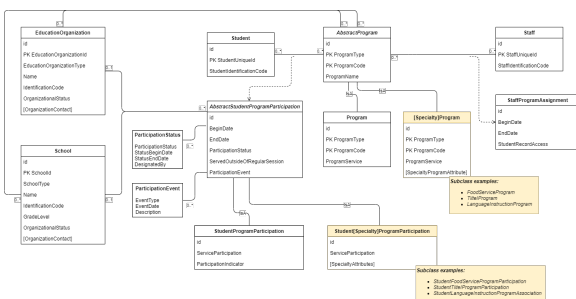 EducationOrganization
id
PK EducationOrganizationId
EducationOrganizationType
Name
IdentificationCode
OrganizationalStatus
[OrganizationContact]
Student
id
PK StudentUniqueId
StudentIdentificationCode
AbstractProgram
id
PK ProgramType
PK ProgramCode
ProgramName
Staff
id
PK StaffUniqueId
StaffIdentificationCode
StaffProgramAssignment
id
BeginDate
EndDate
StudentRecordAccess
AbstractStudentProgramParticipation
id
BeginDate
EndDate
ParticipationStatus
ServedOutsideOfRegularSession
ParticipationEvent
ParticipationStatus
ParticipationStatus
StatusBeginDate
StatusEndDate
DesignatedBy
Program
id
PK ProgramType
PK ProgramCode
ProgramService
[Specialty]Program
id
PK ProgramType
PK ProgramCode
ProgramService
[SpecialtyProgramAttribute]
Subclass examples:
FoodServiceProgram
TitleIProgram
LanguageInstructionProgram
School
id
PK SchoolId
SchoolType
Name
IdentificationCode
GradeLevel
OrganizationalStatus
[OrganizationContact]
ParticipationEvent
EventType
EventDate
Description
StudentProgramParticipation
id
ServiceParticipation
ParticipationIndicator
Student[Specialty]ProgramParticipation
id
ServiceParticipation
[SpecialtyAttributes]
Subclass examples:
StudentFoodServiceProgramParticipation
StudentTitleIProgramParticipation
StudentLanguageInstructionProgramAssociation